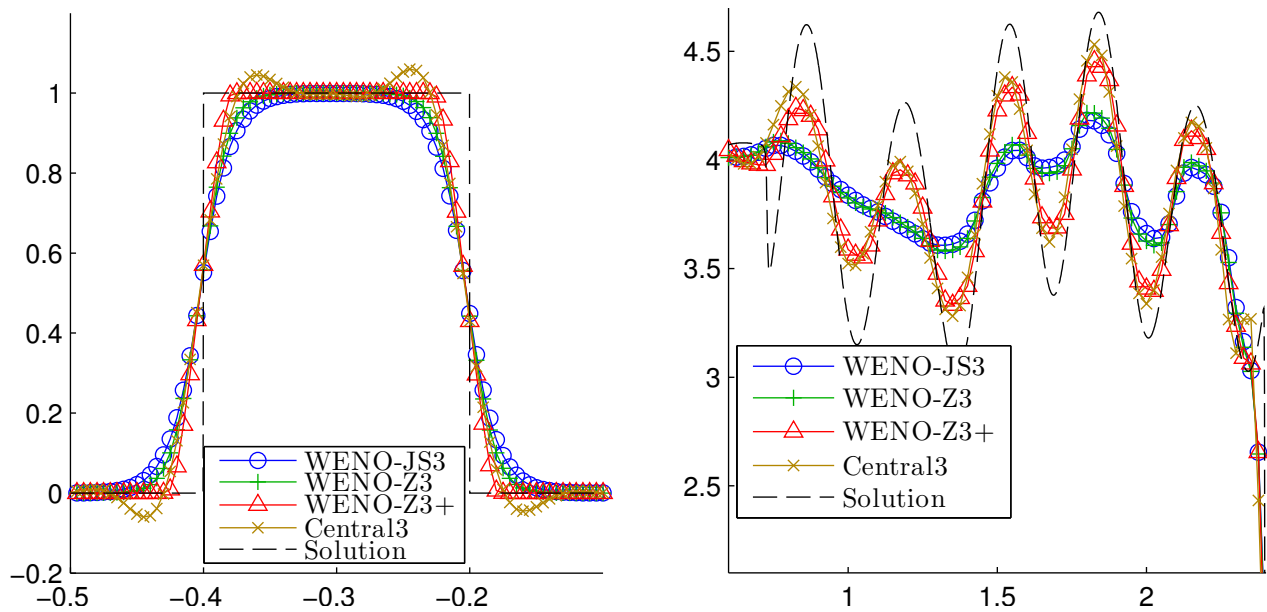 1
0.8
0.6
0.4
0.2
0
−0.2
−0.5
−0.4
−0.3
−0.2
WENO-JS3
WENO-Z3
WENO-Z3+
Central3
Solution
4.5
4
3.5
3
2.5
1
1.5
2
WENO-JS3
WENO-Z3
WENO-Z3+
Central3
Solution